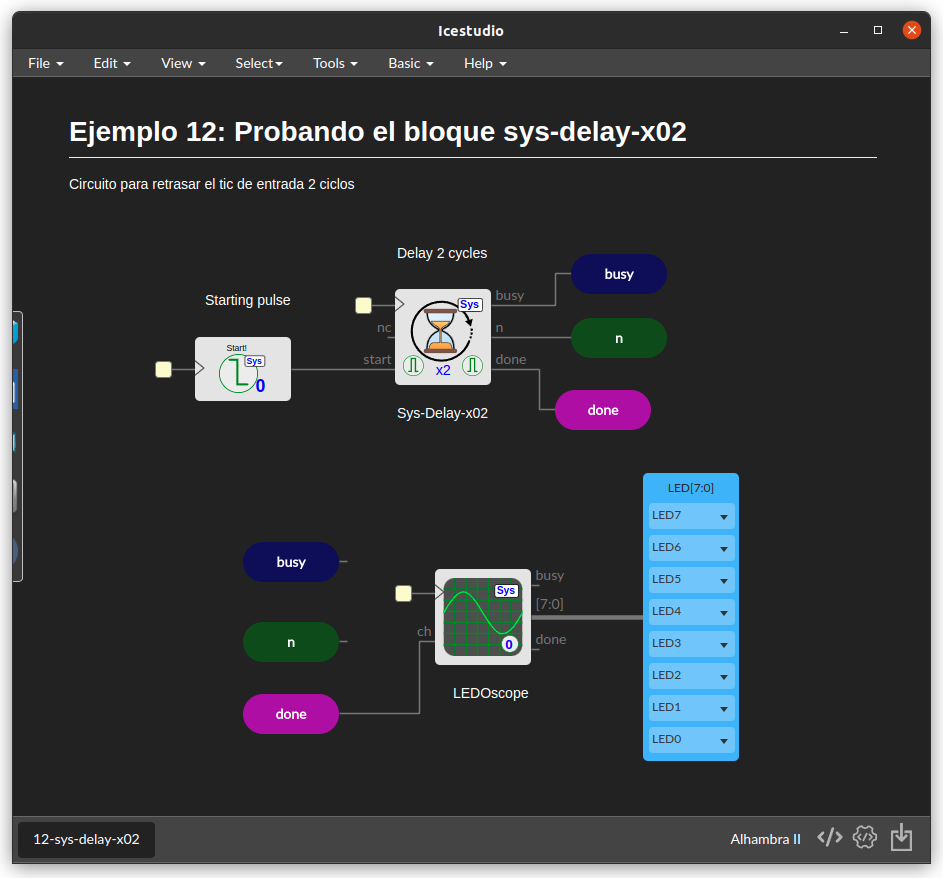 Icestudio
File Edit View Select Tools Basic Help
Ejemplo 12: Probando el bloque sys-delay-x02
Circuito para retrasar el tic de entrada 2 ciclos
Delay 2 cycles
Starting pulse
Start!
Sys
0
nc
start
Sys
x2
busy
n
done
Sys-Delay-x02
busy
n
done
busy
n
done
ch
Sys
0
busy
[7:0]
done
LEDOscope
LED[7:0]
LED7
LED6
LED5
LED4
LED3
LED2
LED1
LED0
12-sys-delay-x02
Alhambra II